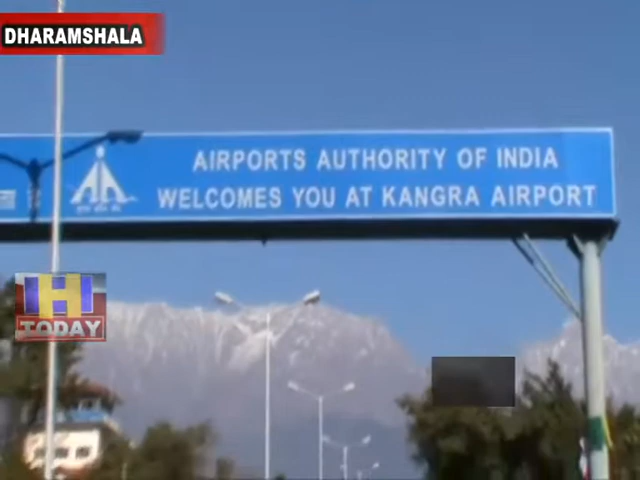 DHARAMSHALA
AIRPORTS AUTHORITY OF INDIA
WELCOMES YOU AT KANGRA AIRPORT
H
TODAY